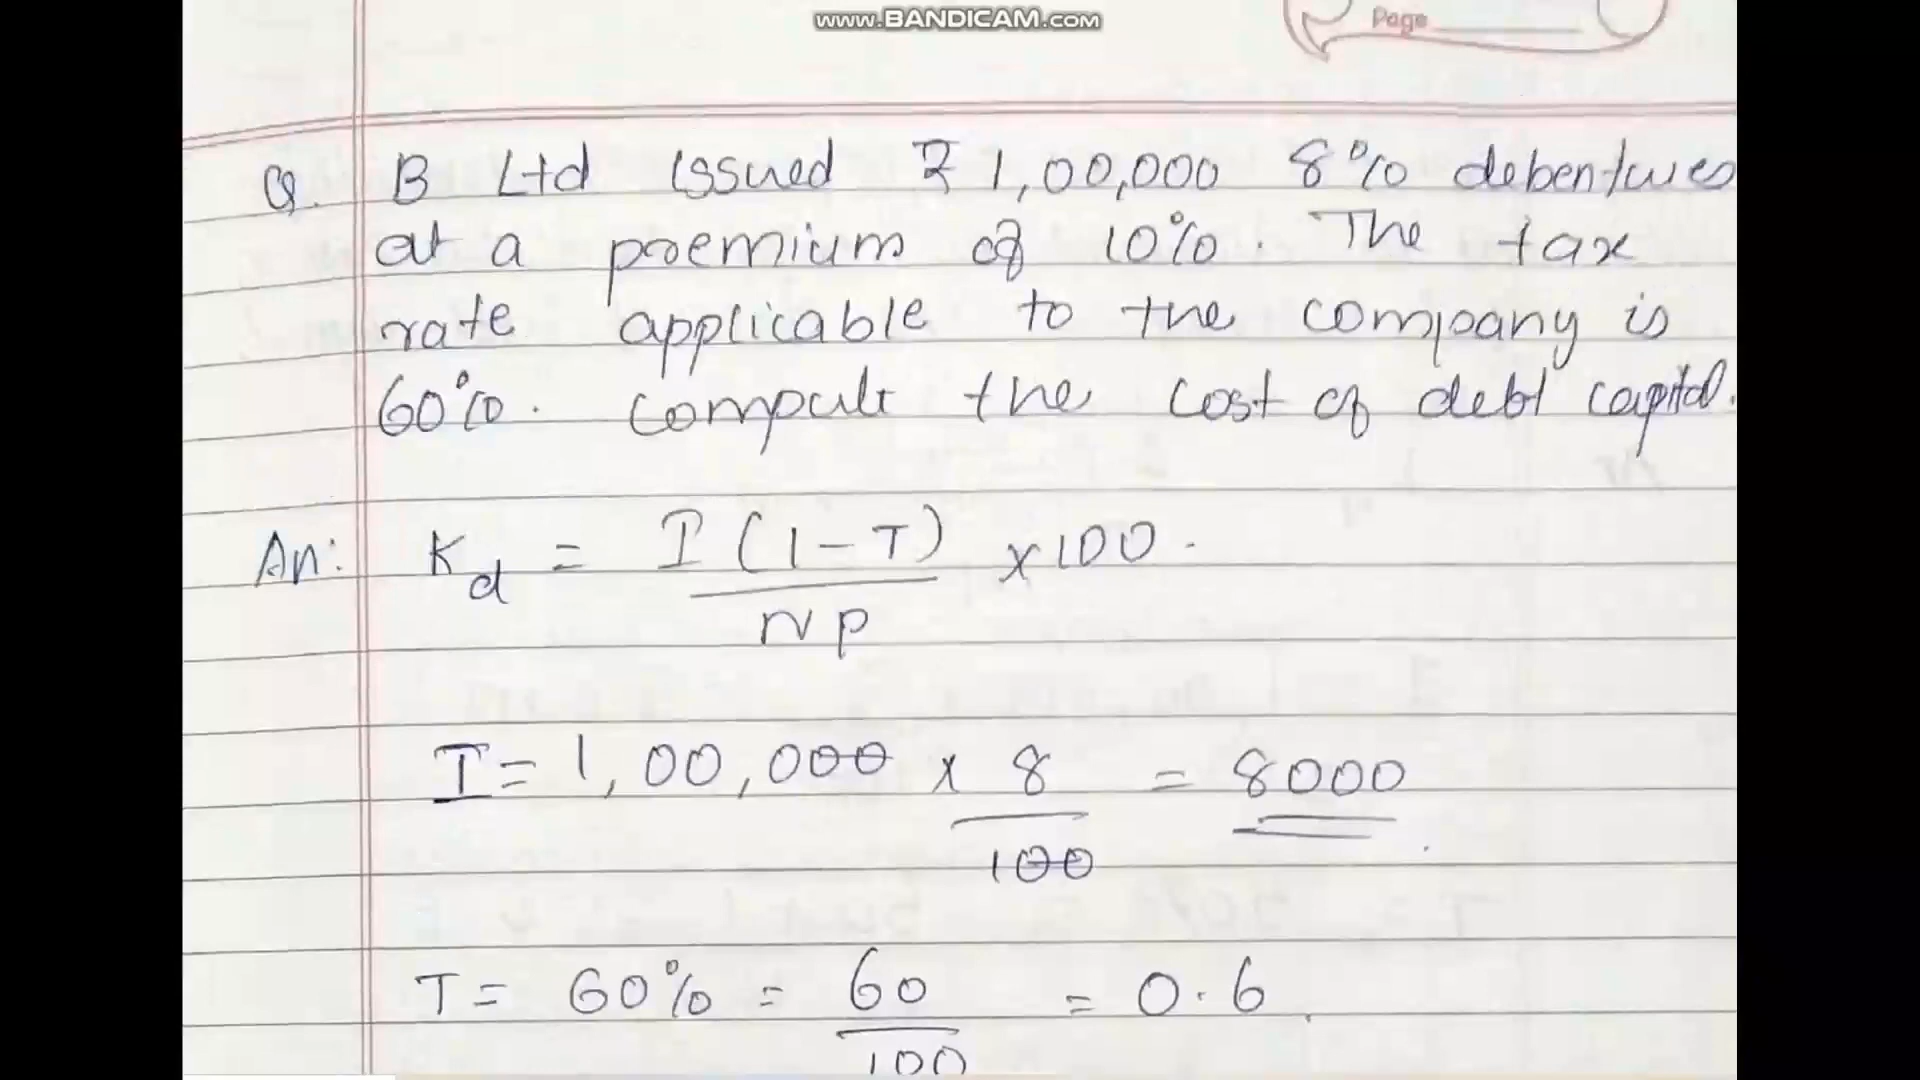 www.BANDICAM.com
Page
Q. B Ltd issued ₹ 1,00,000 8% debentures
at a premium of 10%. The tax
rate applicable to the company is
60%. compute the cost of debt capital.
An: Kd = I (1 - T) / NP × 100.
I = 1,00,000 × 8 / 100 = 8000
T = 60% = 60 / 100 = 0.6